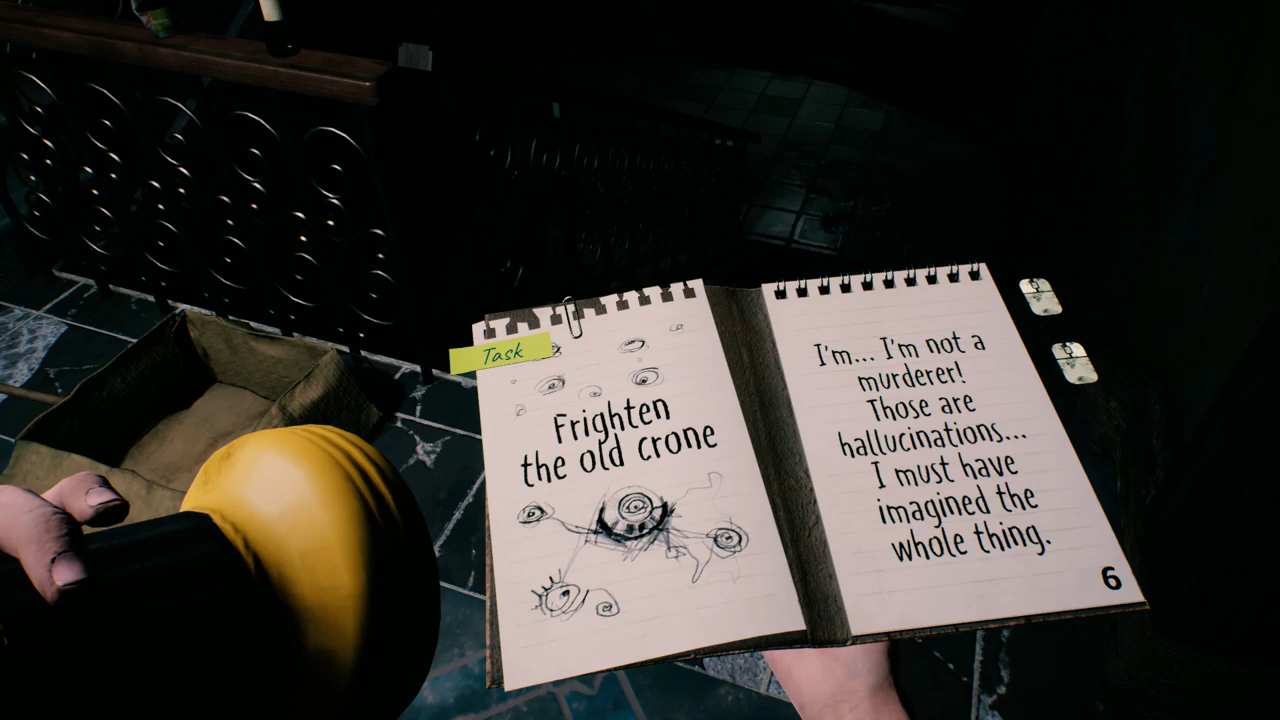 Task
Frighten
the old crone
I'm... I'm not a
murderer!
Those are
hallucinations...
I must have
imagined the
whole thing.
6